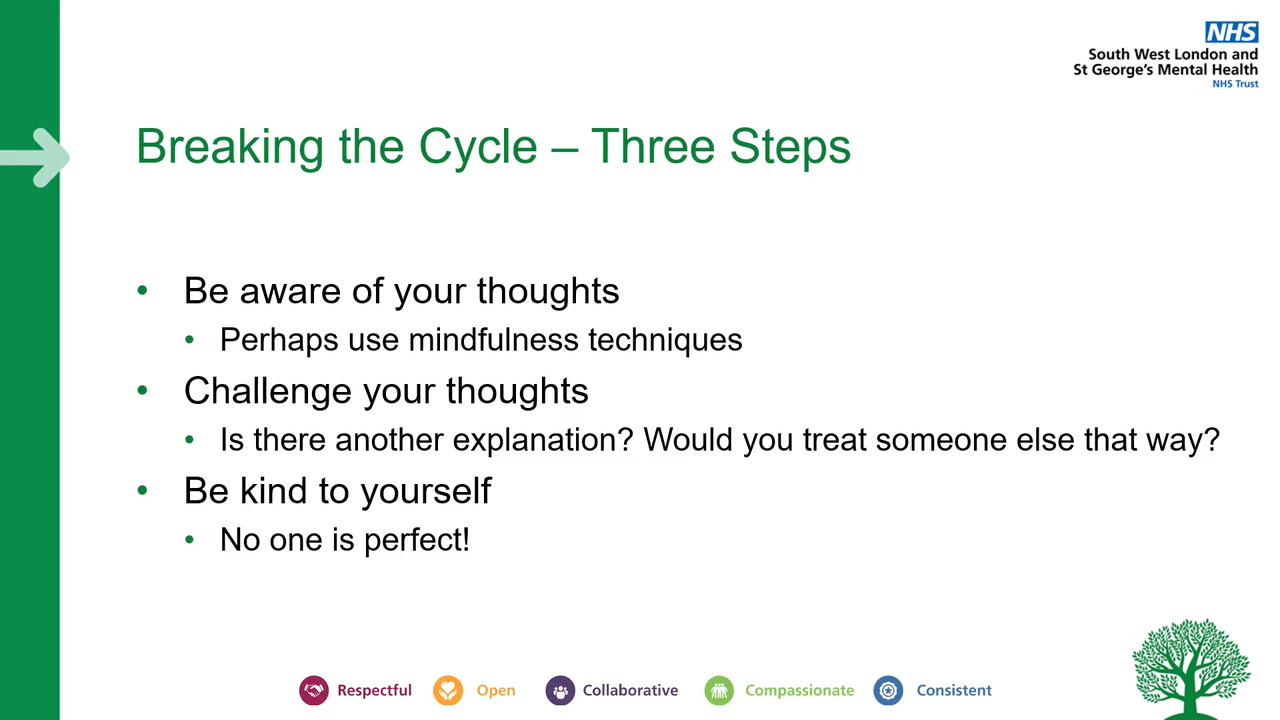 NHS
South West London and
St George's Mental Health
NHS Trust
Breaking the Cycle – Three Steps
• Be aware of your thoughts
• Perhaps use mindfulness techniques
• Challenge your thoughts
• Is there another explanation? Would you treat someone else that way?
• Be kind to yourself
• No one is perfect!
Respectful Open Collaborative Compassionate Consistent